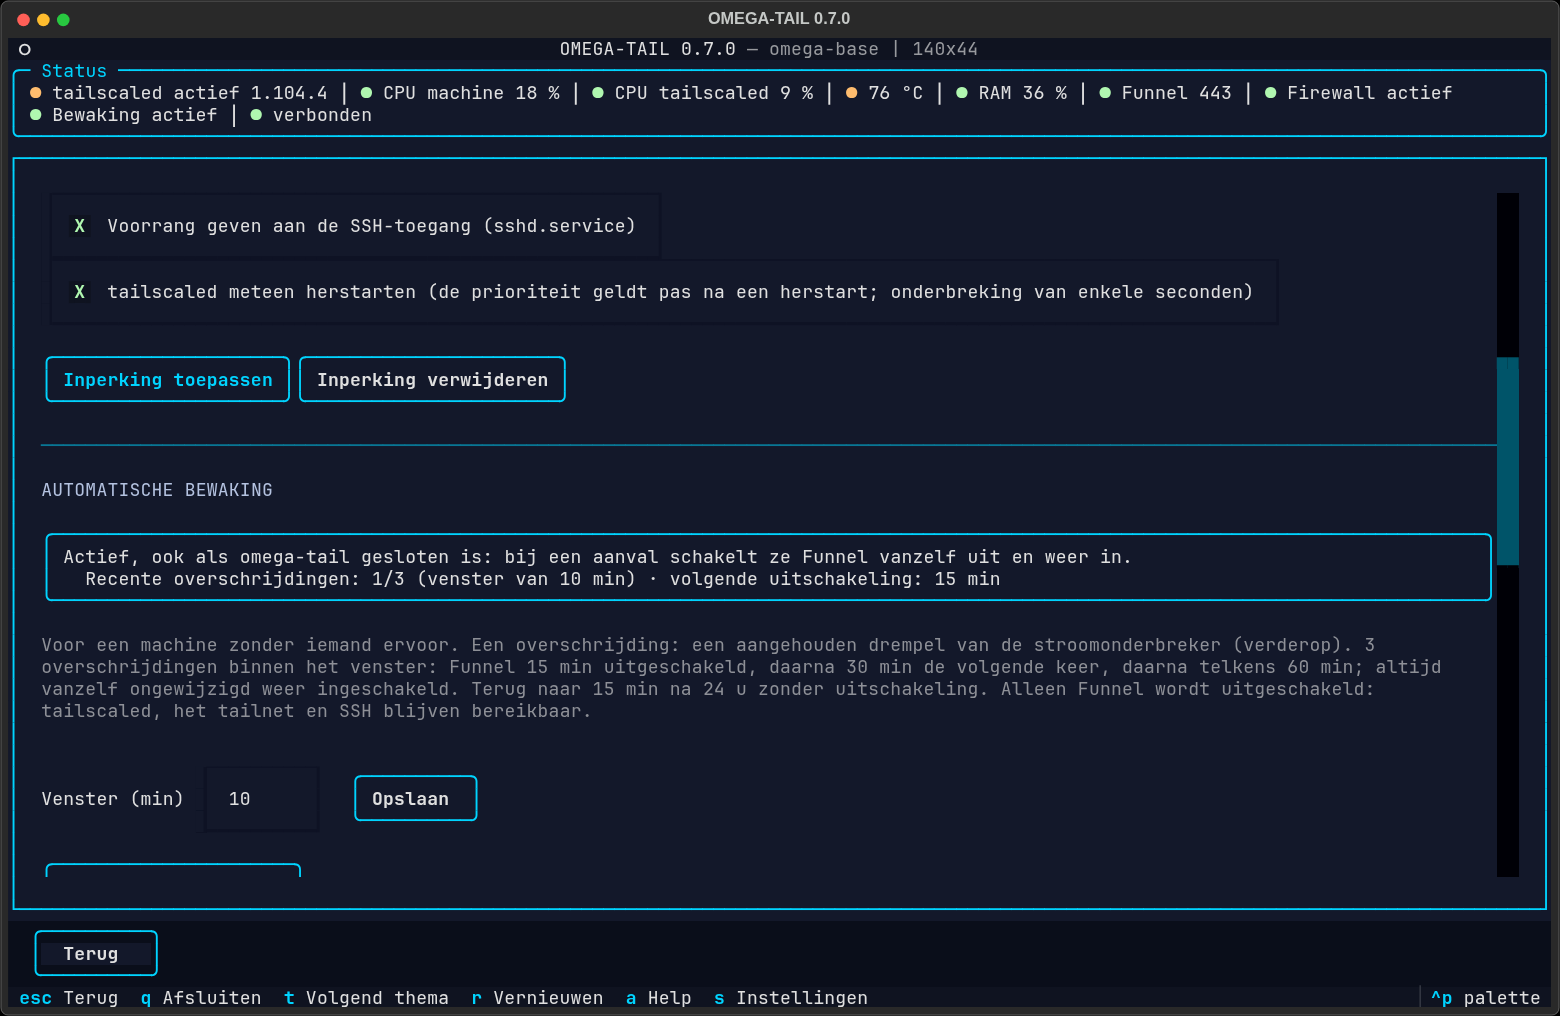 OMEGA-TAIL 0.7.0
OMEGA-TAIL 0.7.0 — omega-base | 140x44
Status
● tailscaled actief 1.104.4 │ ● CPU machine 18 % │ ● CPU tailscaled 9 % │ ● 76 °C │ ● RAM 36 % │ ● Funnel 443 │ ● Firewall actief
● Bewaking actief │ ● verbonden
X Voorrang geven aan de SSH-toegang (sshd.service)
X tailscaled meteen herstarten (de prioriteit geldt pas na een herstart; onderbreking van enkele seconden)
Inperking toepassen Inperking verwijderen
AUTOMATISCHE BEWAKING
Actief, ook als omega-tail gesloten is: bij een aanval schakelt ze Funnel vanzelf uit en weer in.
Recente overschrijdingen: 1/3 (venster van 10 min) · volgende uitschakeling: 15 min
Voor een machine zonder iemand ervoor. Een overschrijding: een aangehouden drempel van de stroomonderbreker (verderop). 3
overschrijdingen binnen het venster: Funnel 15 min uitgeschakeld, daarna 30 min de volgende keer, daarna telkens 60 min; altijd
vanzelf ongewijzigd weer ingeschakeld. Terug naar 15 min na 24 u zonder uitschakeling. Alleen Funnel wordt uitgeschakeld:
tailscaled, het tailnet en SSH blijven bereikbaar.
Venster (min) 10 Opslaan
Terug
esc Terug q Afsluiten t Volgend thema r Vernieuwen a Help s Instellingen ^p palette